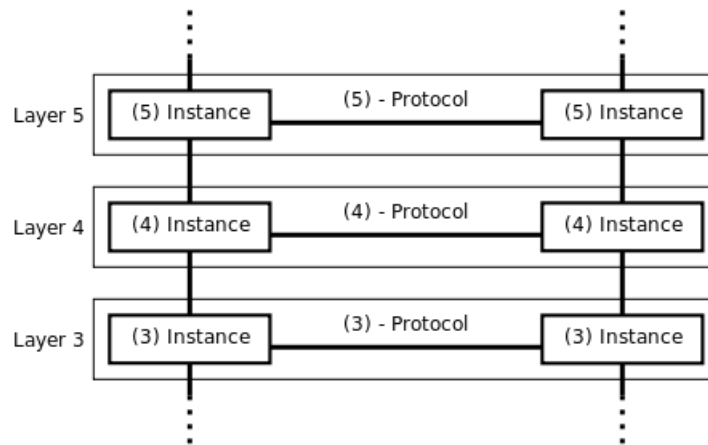 (5) - Protocol
Layer 5 (5) Instance (5) Instance
(4) - Protocol
Layer 4 (4) Instance (4) Instance
(3) - Protocol
Layer 3 (3) Instance (3) Instance